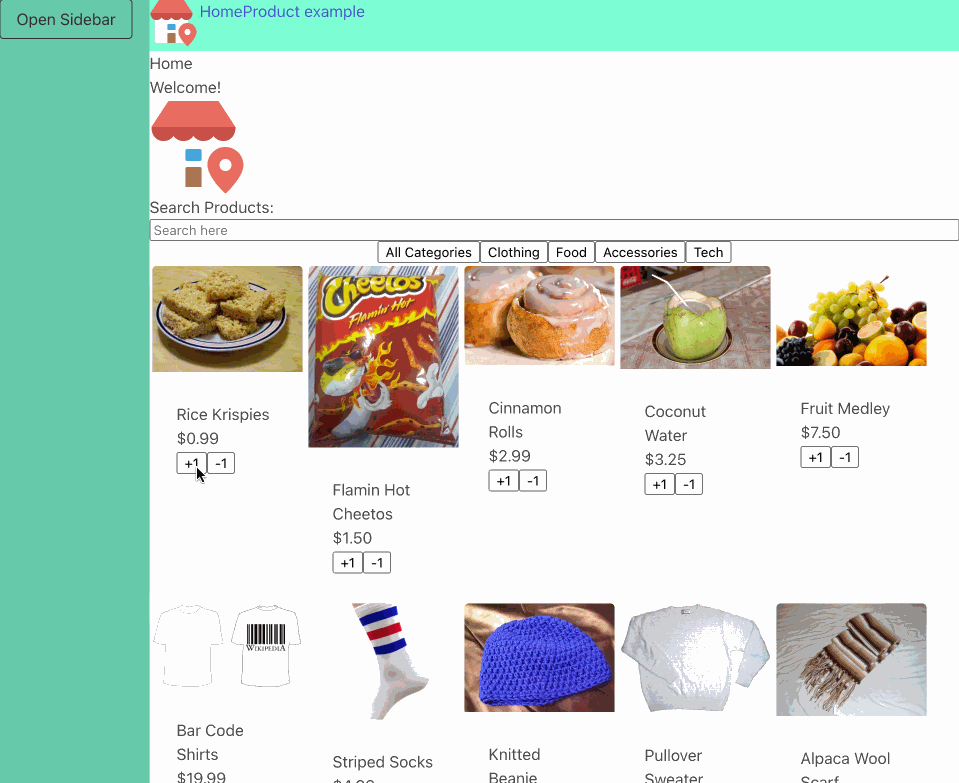 Open Sidebar
HomeProduct example
Home
Welcome!
Search Products:
Search here
All Categories Clothing Food Accessories Tech
Cheetos
Flamin' Hot
Rice Krispies
$0.99
+1 -1
Flamin Hot
Cheetos
$1.50
+1 -1
Cinnamon
Rolls
$2.99
+1 -1
Coconut
Water
$3.25
+1 -1
Fruit Medley
$7.50
+1 -1
WIKIPEDIA
Bar Code
Shirts
$19.99
Striped Socks
Knitted
Beanie
Pullover
Sweater
Alpaca Wool
Scarf